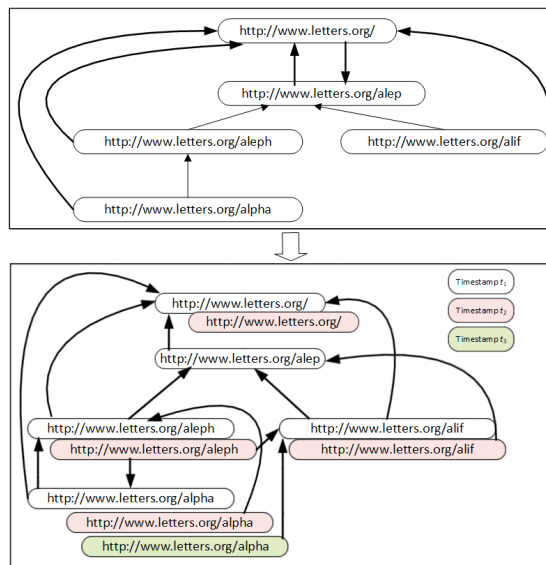 http://www.letters.org/
http://www.letters.org/alep
http://www.letters.org/aleph
http://www.letters.org/alif
http://www.letters.org/alpha
Timestamp t₁
http://www.letters.org/
Timestamp t₂
http://www.letters.org/
Timestamp t₃
http://www.letters.org/alep
http://www.letters.org/aleph
http://www.letters.org/alif
http://www.letters.org/aleph
http://www.letters.org/alif
http://www.letters.org/alpha
http://www.letters.org/alpha
http://www.letters.org/alpha